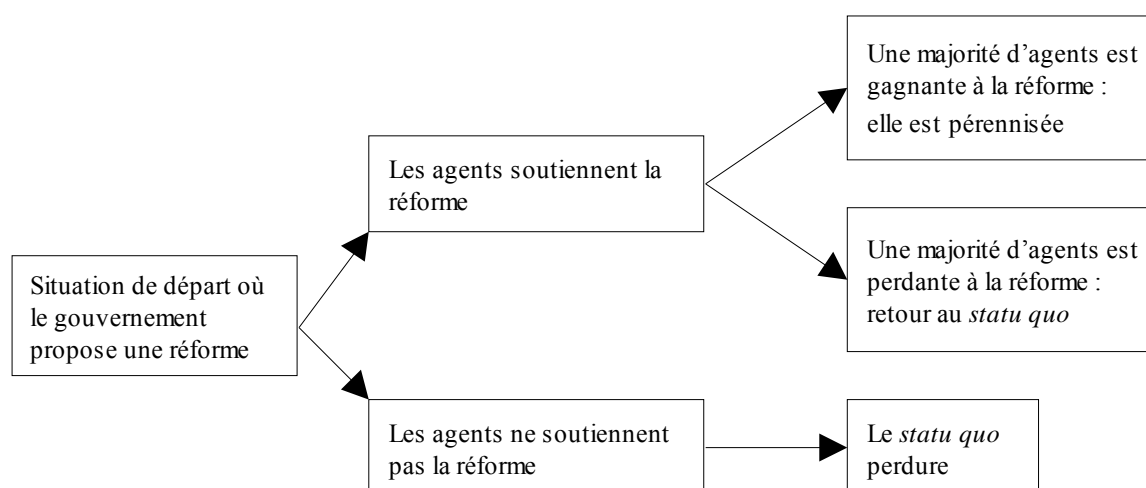 Situation de départ où
le gouvernement
propose une réforme
Les agents soutiennent la
réforme
Une majorité d’agents est
gagnante à la réforme :
elle est pérennisée
Une majorité d’agents est
perdante à la réforme :
retour au statu quo
Les agents ne soutiennent
pas la réforme
Le statu quo
perdure